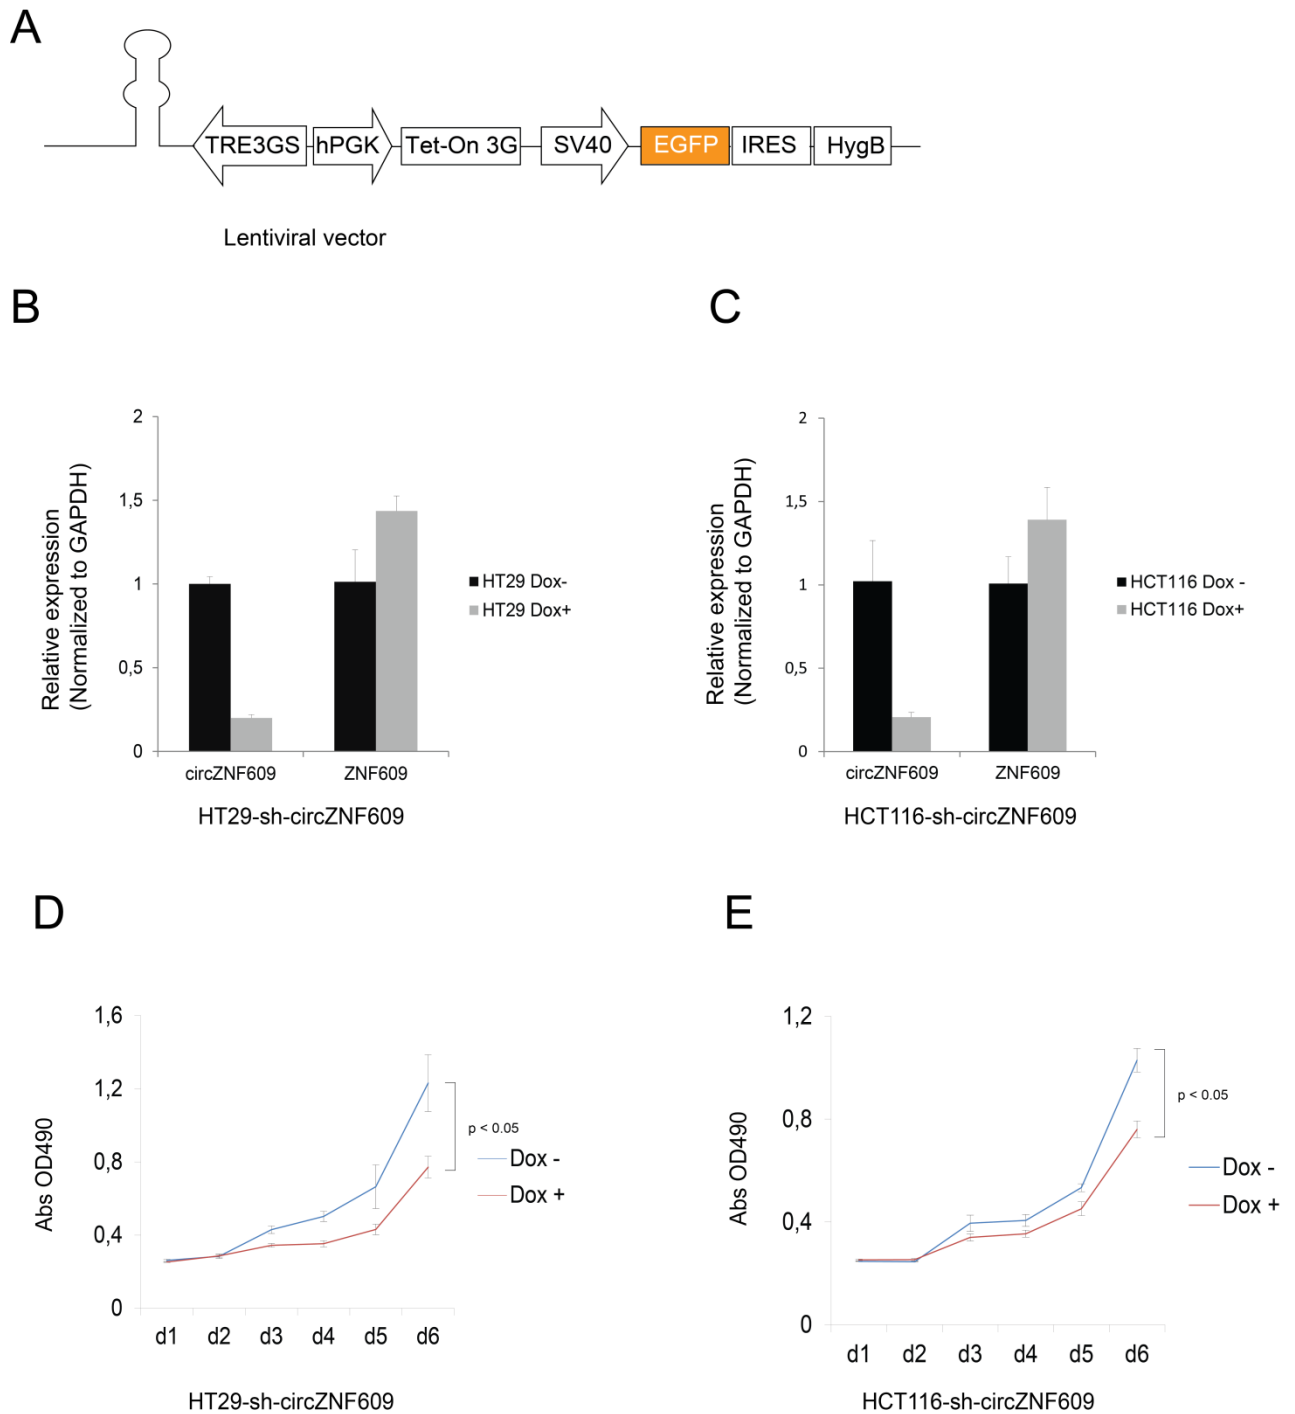 A
TRE3GS hPGK Tet-On 3G SV40 EGFP IRES HygB
Lentiviral vector
B
Relative expression
(Normalized to GAPDH)
2
1,5
1
0,5
0
circZNF609 ZNF609
HT29 Dox-
HT29 Dox+
HT29-sh-circZNF609
C
Relative expression
(Normalized to GAPDH)
2
1,5
1
0,5
0
circZNF609 ZNF609
HCT116 Dox -
HCT116 Dox+
HCT116-sh-circZNF609
D
Abs OD490
1,6
1,2
0,8
0,4
0
d1 d2 d3 d4 d5 d6
p < 0.05
Dox -
Dox +
HT29-sh-circZNF609
E
Abs OD490
1,2
0,8
0,4
0
d1 d2 d3 d4 d5 d6
p < 0.05
Dox -
Dox +
HCT116-sh-circZNF609